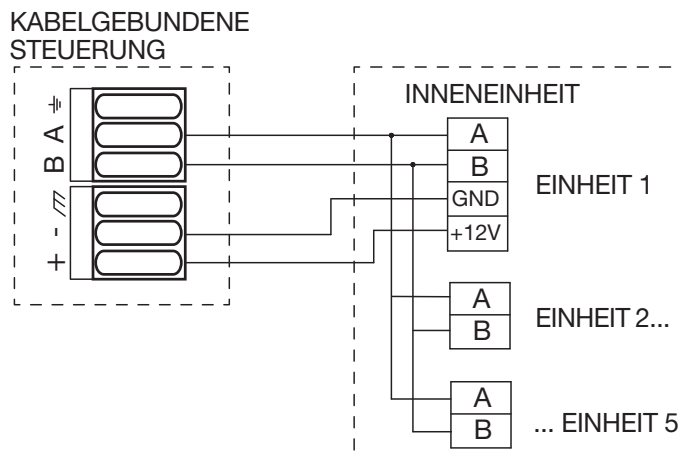 KABELGEBUNDENE
STEUERUNG
A
B
-
+
INNENEINHEIT
A
B
GND
+12V
EINHEIT 1
A
B
EINHEIT 2...
A
B
... EINHEIT 5